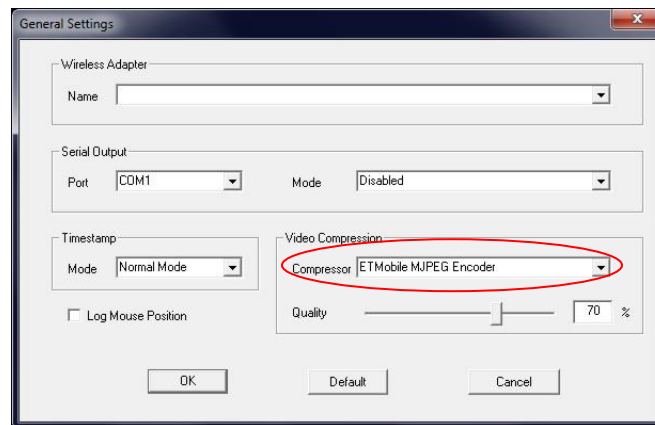 General Settings
Wireless Adapter
Name
Serial Output
Port COM1 Mode Disabled
Timestamp Video Compression
Mode Normal Mode Compressor ETMobile MJPEG Encoder
Log Mouse Position Quality 70 %
OK Default Cancel